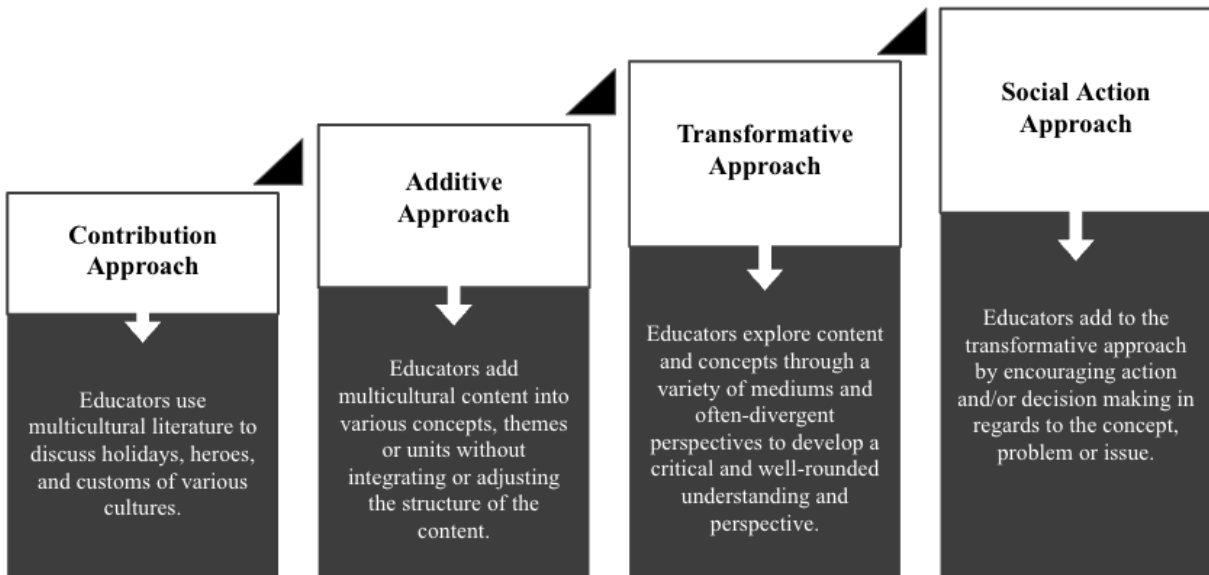 Contribution
Approach
Educators use
multicultural literature to
discuss holidays, heroes,
and customs of various
cultures.
Additive
Approach
Educators add
multicultural content into
various concepts, themes
or units without
integrating or adjusting
the structure of the
content.
Transformative
Approach
Educators explore content
and concepts through a
variety of mediums and
often-divergent
perspectives to develop a
critical and well-rounded
understanding and
perspective.
Social Action
Approach
Educators add to the
transformative approach
by encouraging action
and/or decision making in
regards to the concept,
problem or issue.